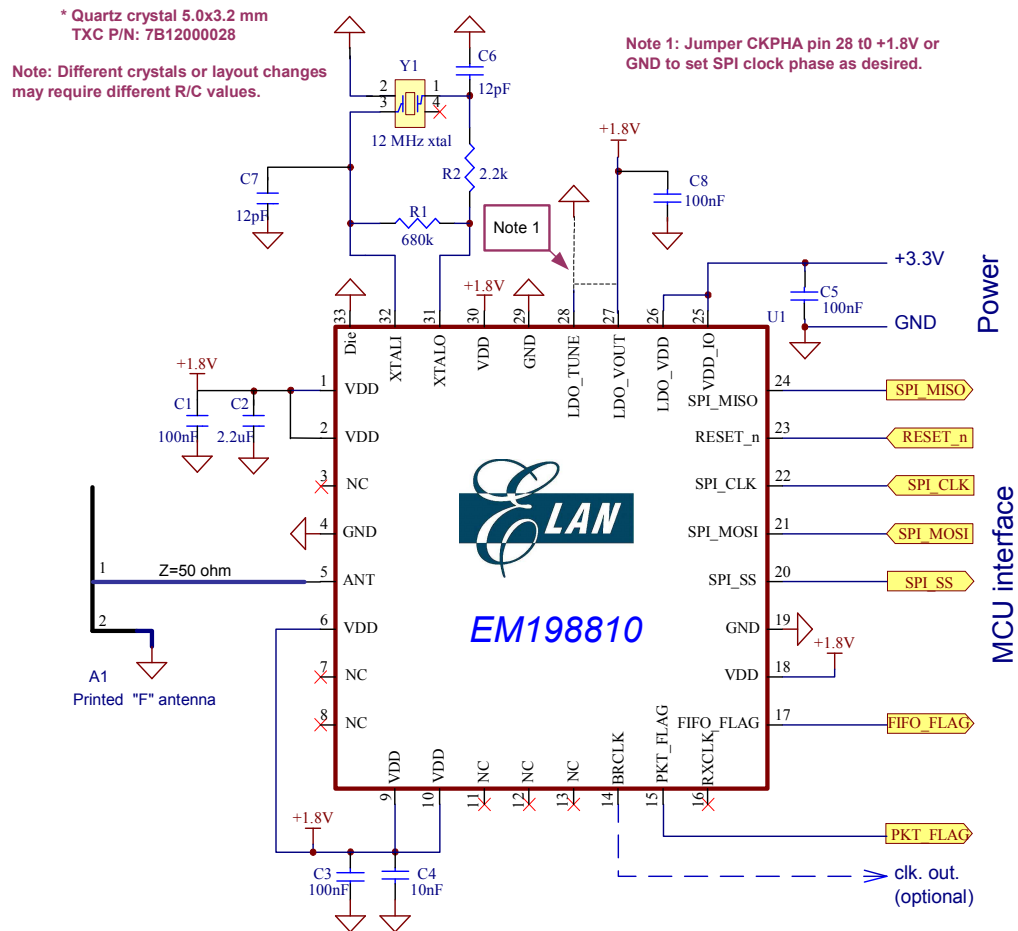 * Quartz crystal 5.0x3.2 mm
TXC P/N: 7B12000028
Note: Different crystals or layout changes
may require different R/C values.
Note 1: Jumper CKPHA pin 28 t0 +1.8V or
GND to set SPI clock phase as desired.
Y1
2
1
3
4
12 MHz xtal
C6
12pF
R2
2.2k
C7
12pF
R1
680k
Note 1
+1.8V
C8
100nF
+3.3V
C5
100nF
GND
Power
+1.8V
33
32
31
30
29
28
27
26
25
U1
Die
XTALI
XTALO
VDD
GND
LDO_TUNE
LDO_VOUT
LDO_VDD
VDD_IO
+1.8V
C1
100nF
C2
2.2uF
1
VDD
2
VDD
3
NC
4
GND
5
ANT
6
VDD
7
NC
8
NC
Z=50 ohm
1
2
A1
Printed "F" antenna
ELAN
EM198810
SPI_MISO
24
SPI_MISO
RESET_n
23
RESET_n
SPI_CLK
22
SPI_CLK
SPI_MOSI
21
SPI_MOSI
SPI_SS
20
SPI_SS
GND
19
+1.8V
VDD
18
FIFO_FLAG
17
FIFO_FLAG
MCU interface
VDD
VDD
NC
NC
NC
BRCLK
PKT_FLAG
RXCLK
9
10
11
12
13
14
15
16
+1.8V
C3
100nF
C4
10nF
PKT_FLAG
clk. out.
(optional)